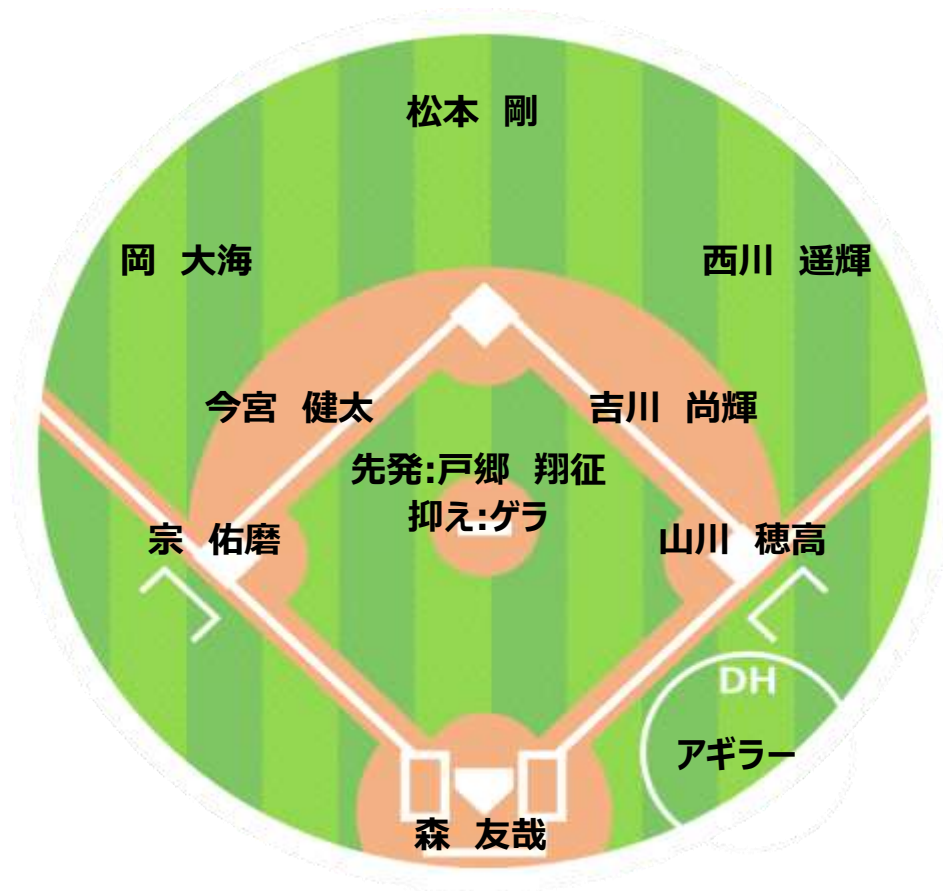 松本 剛
岡 大海
西川 遥輝
今宮 健太
吉川 尚輝
先発:戸郷 翔征
抑え:ゲラ
宗 佑磨
山川 穂高
DH
アギラー
森 友哉